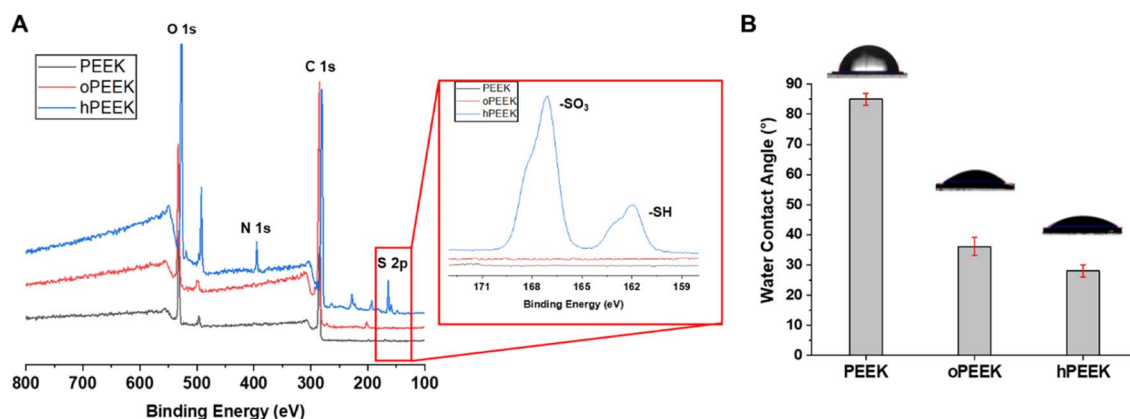 A
O 1s
PEEK
oPEEK
hPEEK
C 1s
N 1s
S 2p
800 700 600 500 400 300 200 100
Binding Energy (eV)
PEEK
oPEEK
hPEEK
-SO₃
-SH
171 168 165 162 159
Binding Energy (eV)
B
Water Contact Angle (°)
90
80
70
60
50
40
30
20
10
0
PEEK oPEEK hPEEK